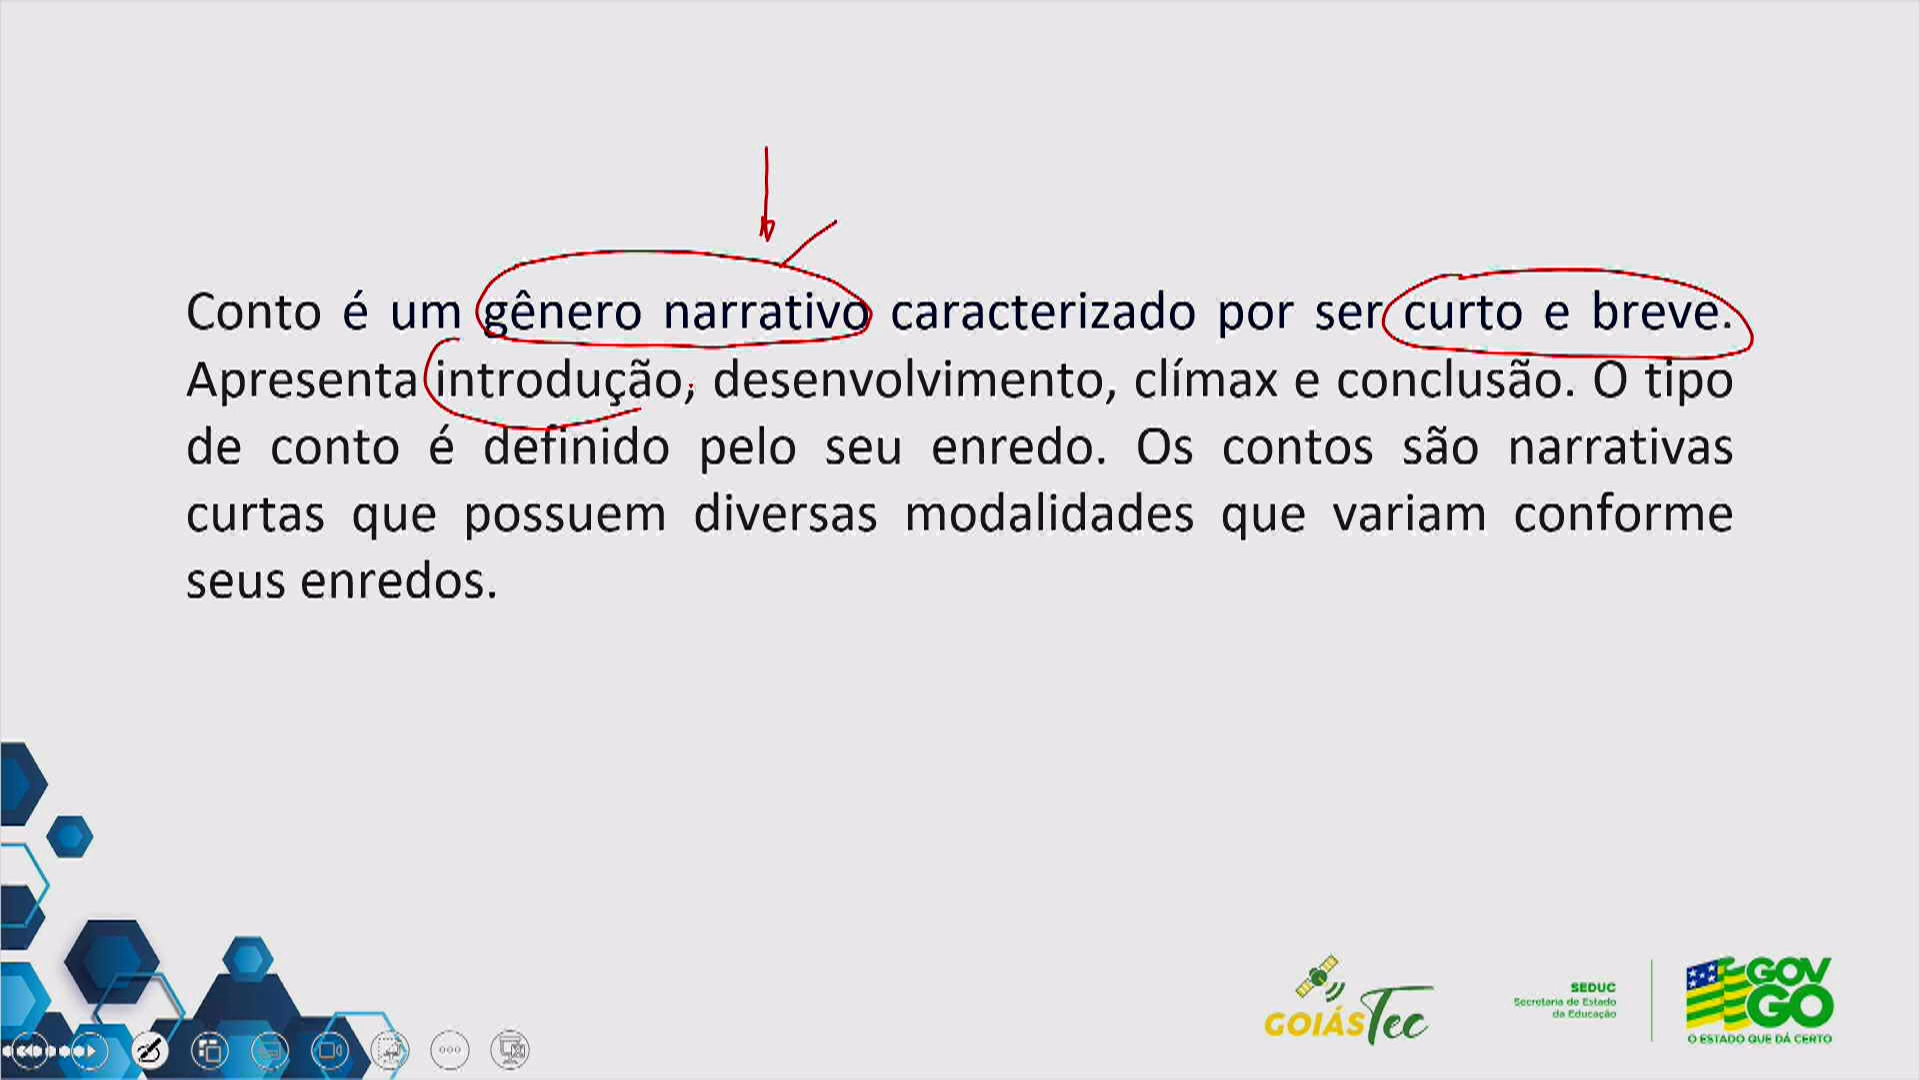 Conto é um gênero narrativo caracterizado por ser curto e breve.
Apresenta introdução, desenvolvimento, clímax e conclusão. O tipo
de conto é definido pelo seu enredo. Os contos são narrativas
curtas que possuem diversas modalidades que variam conforme
seus enredos.
GOIÁSTec
SEDUC
Secretaria de Estado
da Educação
GOV
GO
O ESTADO QUE DÁ CERTO